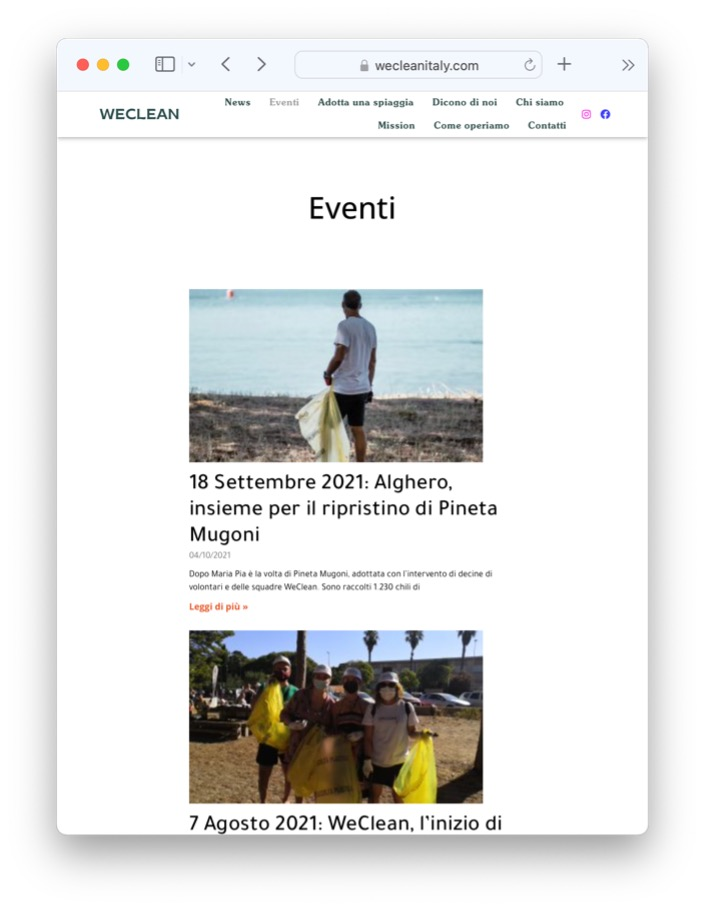 wecleanitaly.com
WECLEAN
News Eventi Adotta una spiaggia Dicono di noi Chi siamo
Mission Come operiamo Contatti
Eventi
18 Settembre 2021: Alghero,
insieme per il ripristino di Pineta
Mugoni
04/10/2021
Dopo Maria Pia è la volta di Pineta Mugoni, adottata con l'intervento di decine di
volontari e delle squadre WeClean. Sono raccolti 1.230 chili di
Leggi di più »
7 Agosto 2021: WeClean, l'inizio di